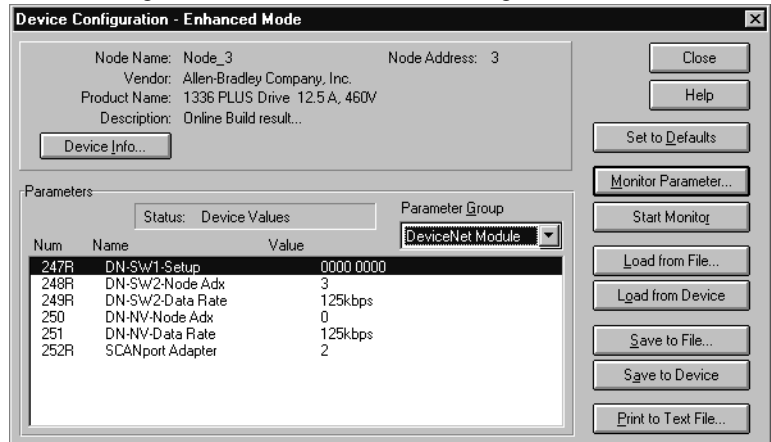 Device Configuration - Enhanced Mode
Node Name: Node_3 Node Address: 3
Vendor: Allen-Bradley Company, Inc.
Product Name: 1336 PLUS Drive 12.5 A, 460V
Description: Online Build result...
Device Info...
Close
Help
Set to Defaults
Parameters
Status: Device Values
Parameter Group
DeviceNet Module
Num Name Value
247R DN-SW1-Setup 0000 0000
248R DN-SW2-Node Adx 3
249R DN-SW2-Data Rate 125kbps
250 DN-NV-Node Adx 0
251 DN-NV-Data Rate 125kbps
252R SCANport Adapter 2
Monitor Parameter...
Start Monitor
Load from File...
Load from Device
Save to File...
Save to Device
Print to Text File...